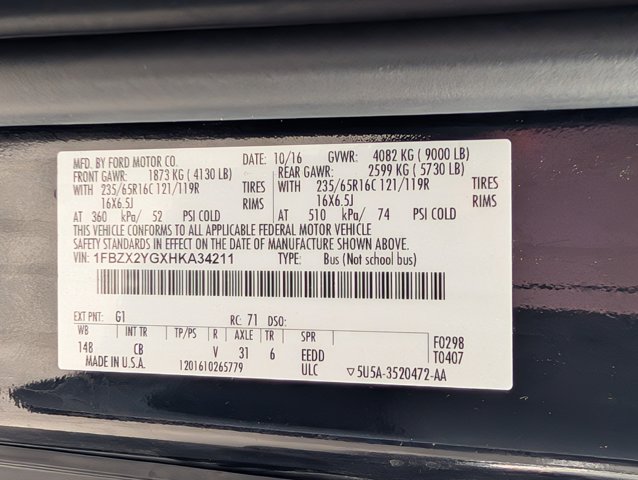 MFD. BY FORD MOTOR CO. DATE: 10/16 GVWR: 4082 KG (9000 LB)
FRONT GAWR: 1873 KG (4130 LB) REAR GAWR: 2599 KG (5730 LB)
WITH 235/65R16C 121/119R TIRES WITH 235/65R16C 121/119R TIRES
16X6.5J RIMS 16X6.5J RIMS
AT 360 kPa/ 52 PSI COLD AT 510 kPa/ 74 PSI COLD
THIS VEHICLE CONFORMS TO ALL APPLICABLE FEDERAL MOTOR VEHICLE
SAFETY STANDARDS IN EFFECT ON THE DATE OF MANUFACTURE SHOWN ABOVE.
VIN: 1FBZX2YGXHKA34211 TYPE: Bus (Not school bus)
EXT PNT: G1 RC: 71 DSO:
WB INT TR TP/PS R AXLE TR SPR F0298
148 CB V 31 6 EEDD T0407
MADE IN U.S.A. 1201610265779 ULC ▽5U5A-3520472-AA